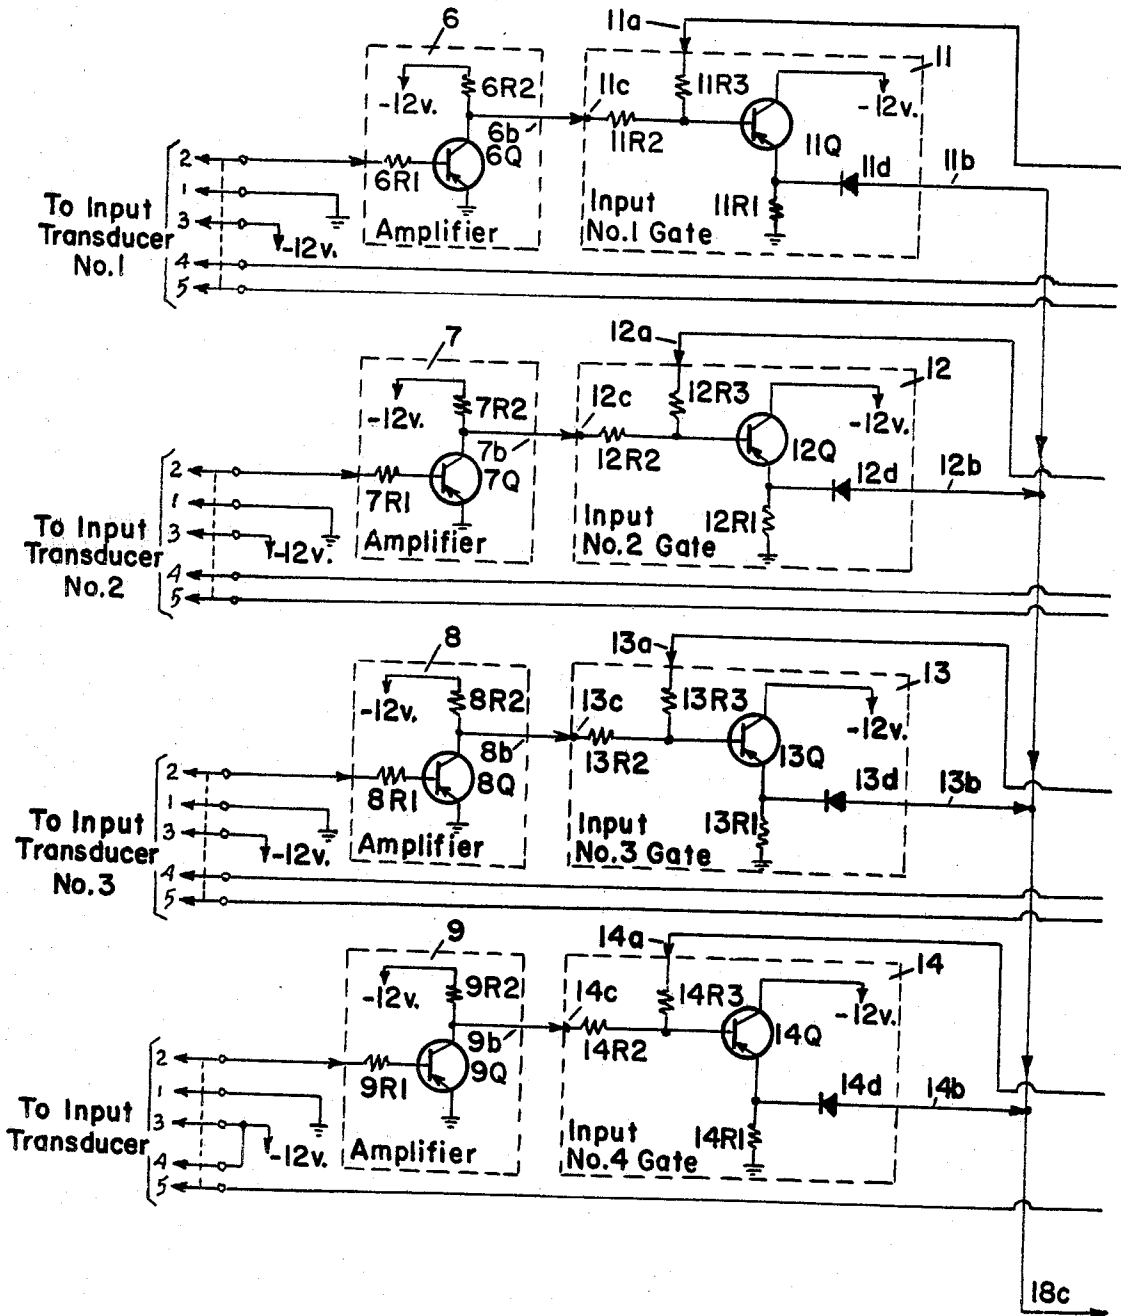 6
11a
11
6R2
-12v.
11c
11R3
-12v.
6b
6Q
11R2
11Q
11d
11b
2
6R1
1
To Input
Transducer
No.1
3
-12v.
Amplifier
Input
No.1 Gate
11R1
4
5
7
12a
12
7R2
-12v.
12c
12R3
-12v.
7b
7Q
12R2
12Q
12d
12b
2
7R1
1
To Input
Transducer
No.2
3
-12v.
Amplifier
Input
No.2 Gate
12R1
4
5
8
13a
13
8R2
-12v.
13c
13R3
-12v.
8b
8Q
13R2
13Q
13d
13b
2
8R1
1
To Input
Transducer
No.3
3
-12v.
Amplifier
Input
No.3 Gate
13R1
4
5
9
14a
14
9R2
-12v.
14c
14R3
-12v.
9b
9Q
14R2
14Q
14d
14b
2
9R1
1
To Input
Transducer
3
-12v.
Amplifier
Input
No.4 Gate
14R1
4
5
18c